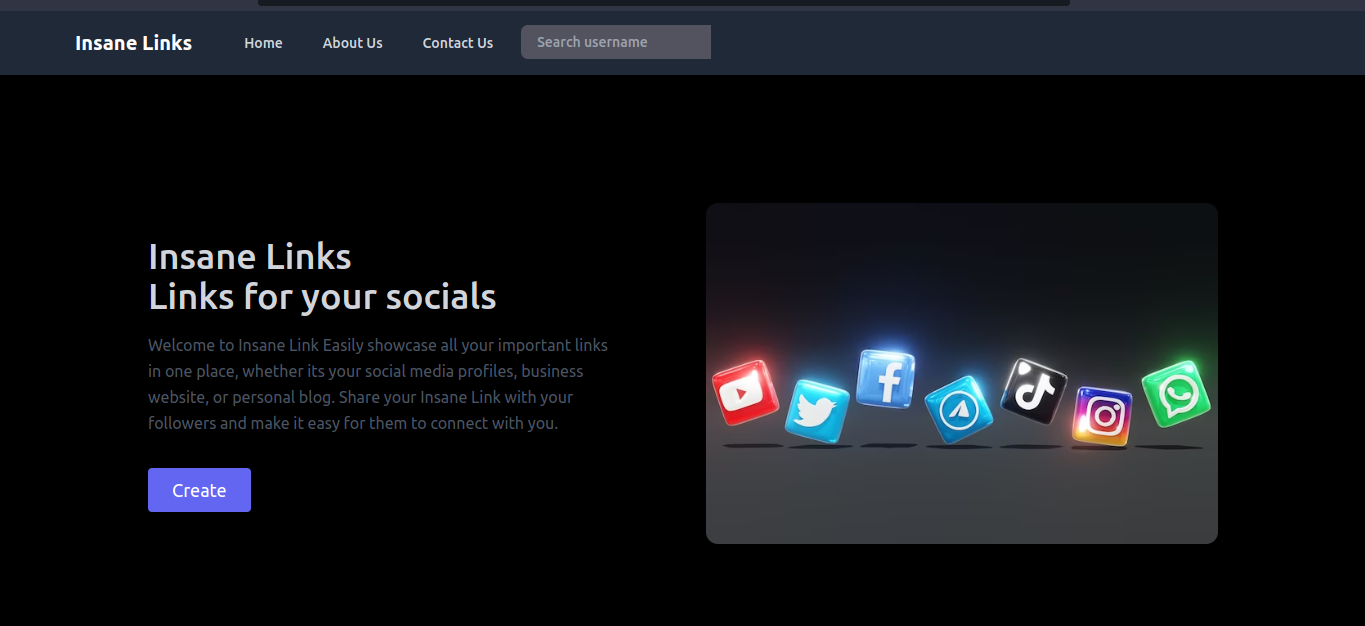 Insane Links
Home
About Us
Contact Us
Search username
Insane Links
Links for your socials
Welcome to Insane Link Easily showcase all your important links
in one place, whether its your social media profiles, business
website, or personal blog. Share your Insane Link with your
followers and make it easy for them to connect with you.
Create